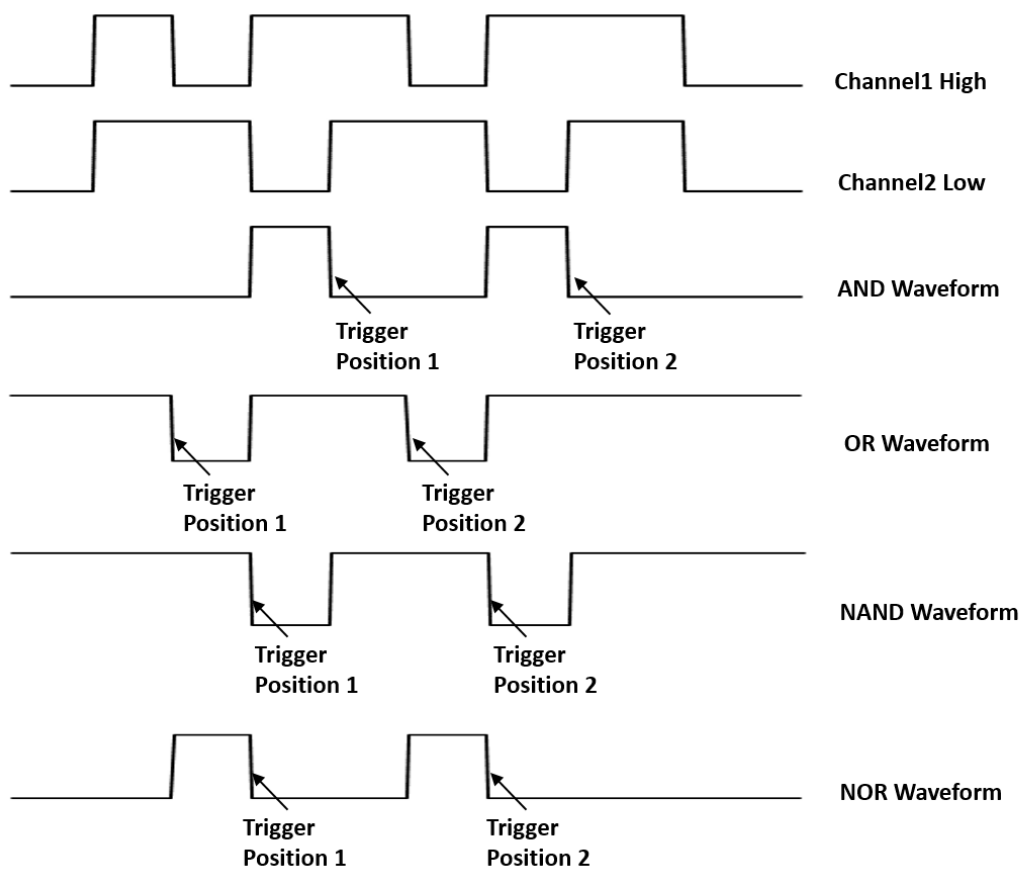 Channel1 High
Channel2 Low
AND Waveform
Trigger
Position 1
Trigger
Position 2
OR Waveform
Trigger
Position 1
Trigger
Position 2
NAND Waveform
Trigger
Position 1
Trigger
Position 2
NOR Waveform
Trigger
Position 1
Trigger
Position 2